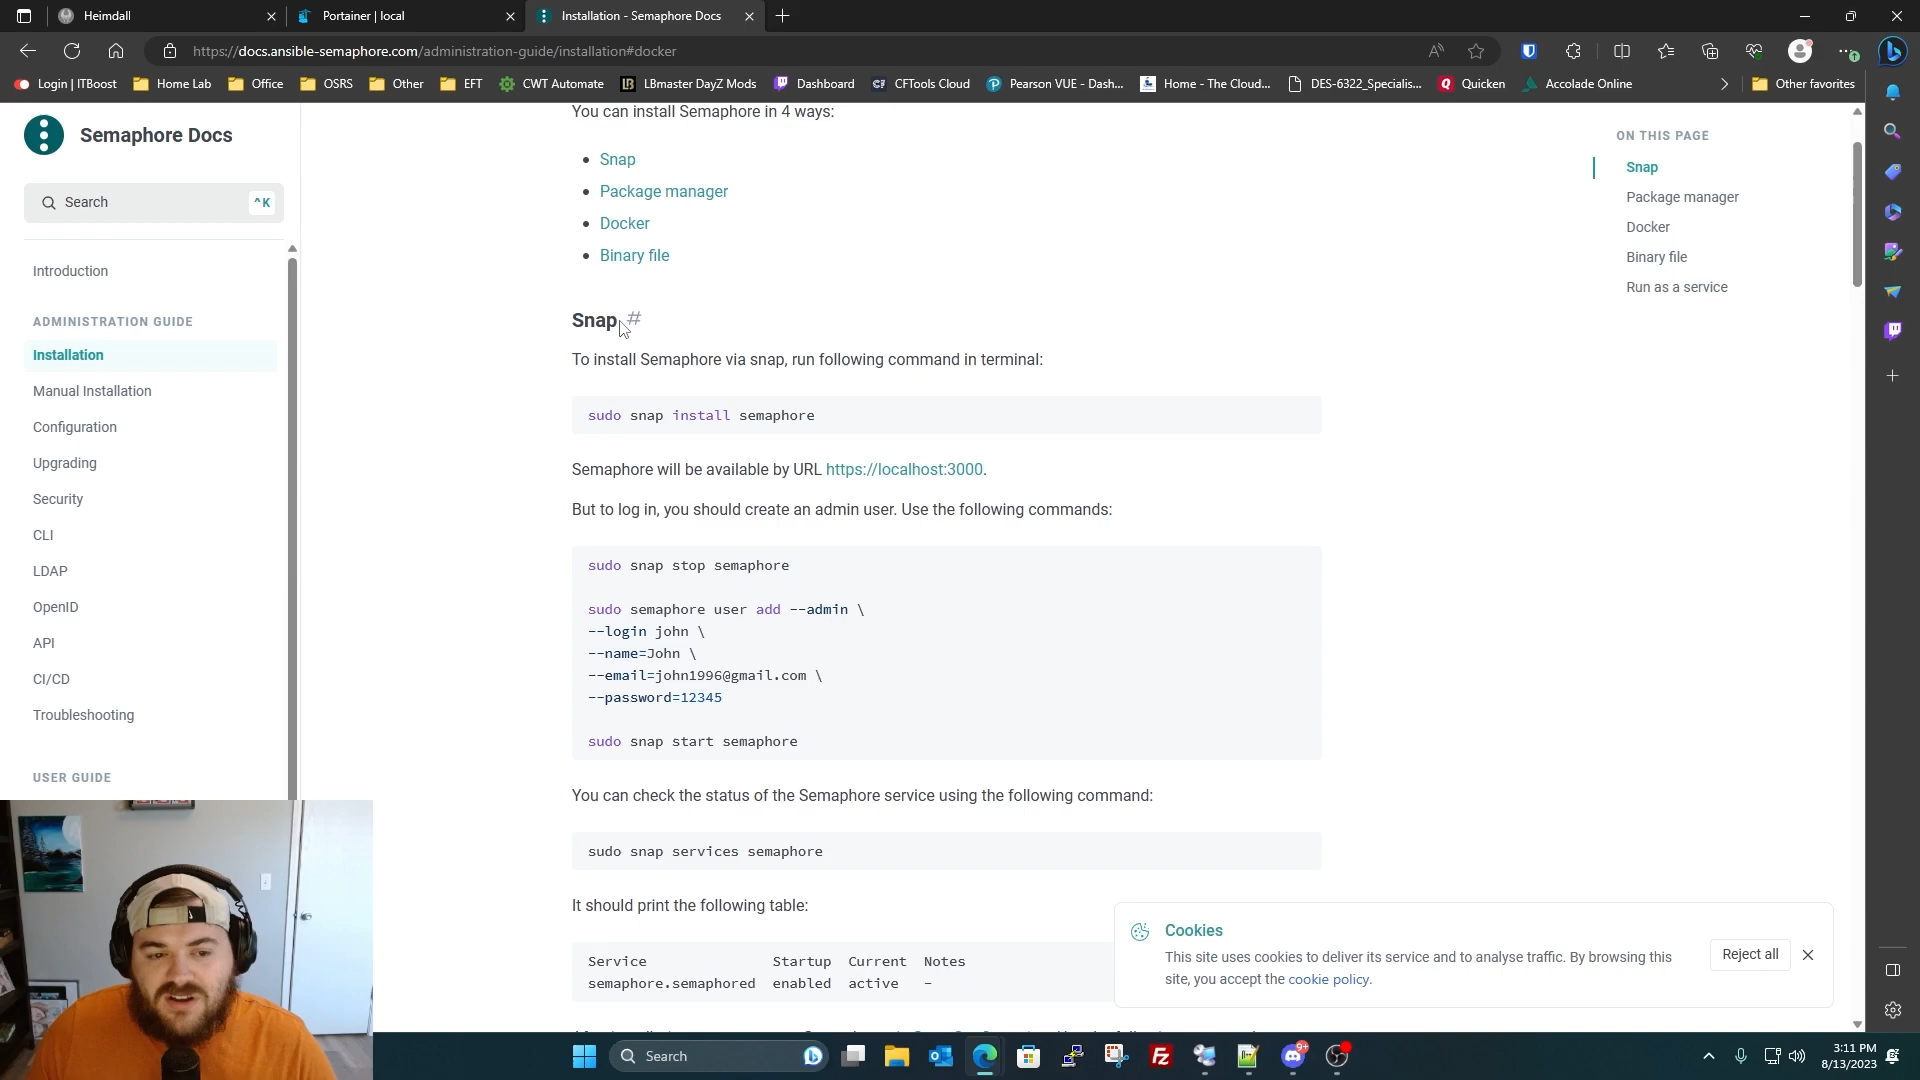 Heimdall
Portainer | local
Installation - Semaphore Docs
https://docs.ansible-semaphore.com/administration-guide/installation#docker
Login | ITBoost
Home Lab
Office
OSRS
Other
EFT
CWT Automate
LBmaster DayZ Mods
Dashboard
CFTools Cloud
Pearson VUE - Dash...
Home - The Cloud...
DES-6322_Specialis...
Quicken
Accolade Online
Other favorites
Semaphore Docs
Search
^K
Introduction
ADMINISTRATION GUIDE
Installation
Manual Installation
Configuration
Upgrading
Security
CLI
LDAP
OpenID
API
CI/CD
Troubleshooting
USER GUIDE
You can install Semaphore in 4 ways:
• Snap
• Package manager
• Docker
• Binary file
Snap #
To install Semaphore via snap, run following command in terminal:
sudo snap install semaphore
Semaphore will be available by URL https://localhost:3000.
But to log in, you should create an admin user. Use the following commands:
sudo snap stop semaphore
sudo semaphore user add --admin \
--login john \
--name=John \
--email=john1996@gmail.com \
--password=12345
sudo snap start semaphore
You can check the status of the Semaphore service using the following command:
sudo snap services semaphore
It should print the following table:
Service Startup Current Notes
semaphore.semaphored enabled active -
ON THIS PAGE
Snap
Package manager
Docker
Binary file
Run as a service
Cookies
This site uses cookies to deliver its service and to analyse traffic. By browsing this
site, you accept the cookie policy.
Reject all
Search
9+
3:11 PM
8/13/2023